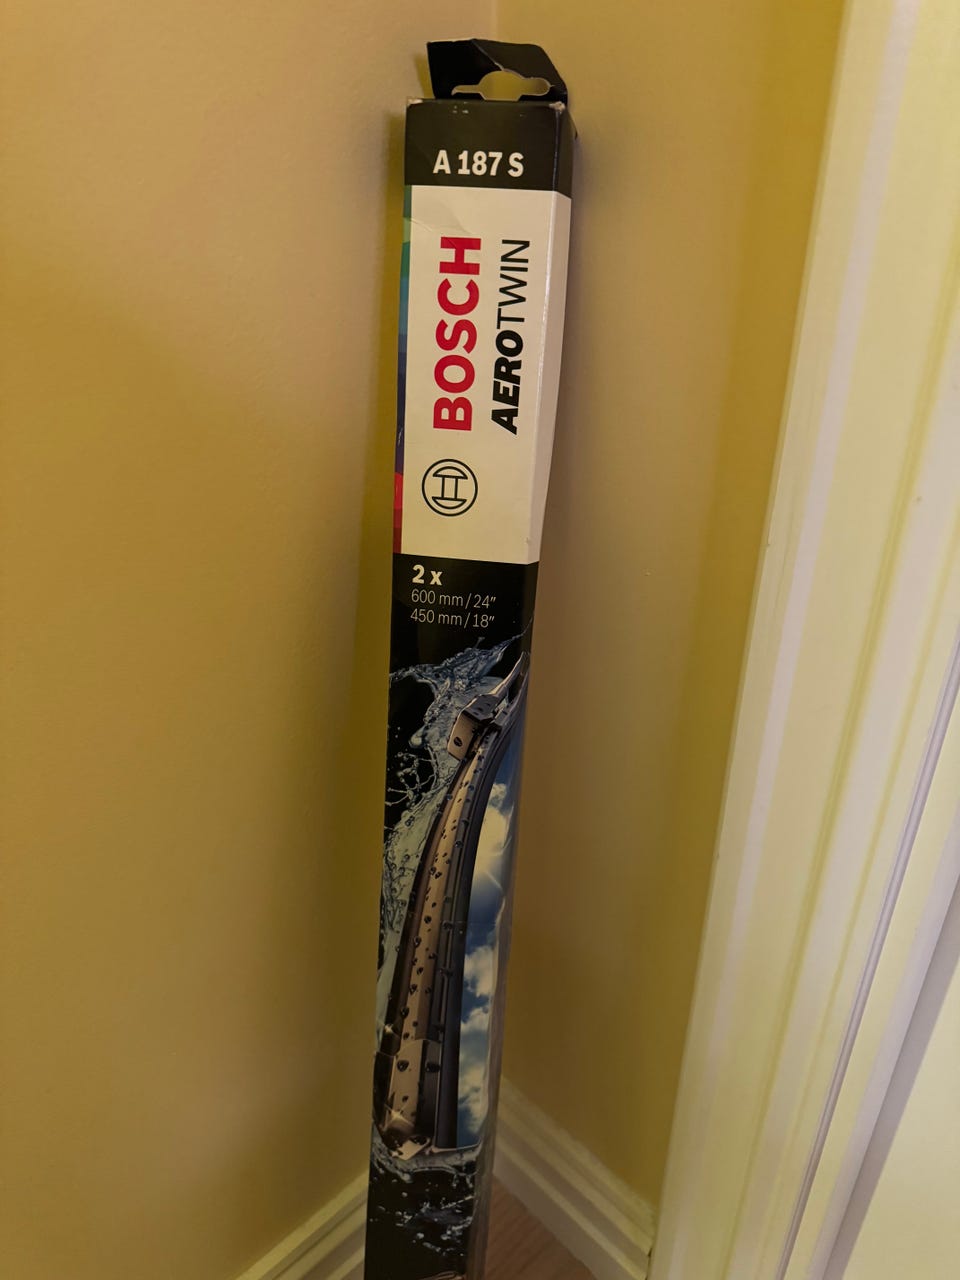 A 187 S
BOSCH
AEROTWIN
2 x
600 mm / 24″
450 mm / 18″